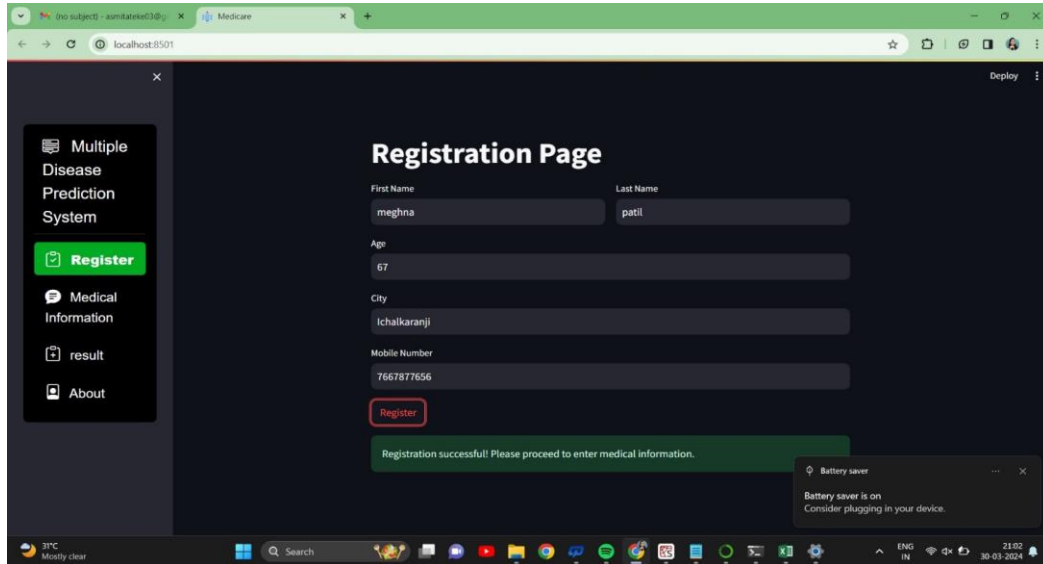 (no subject) - asmitateke03@g
Medicare
localhost:8501
Deploy
Multiple
Disease
Prediction
System
Register
Medical
Information
result
About
Registration Page
First Name
Last Name
meghna
patil
Age
67
City
Ichalkaranji
Mobile Number
7667877656
Register
Registration successful! Please proceed to enter medical information.
Battery saver
Battery saver is on
Consider plugging in your device.
31°C
Mostly clear
Search
ENG
IN
21:02
30-03-2024